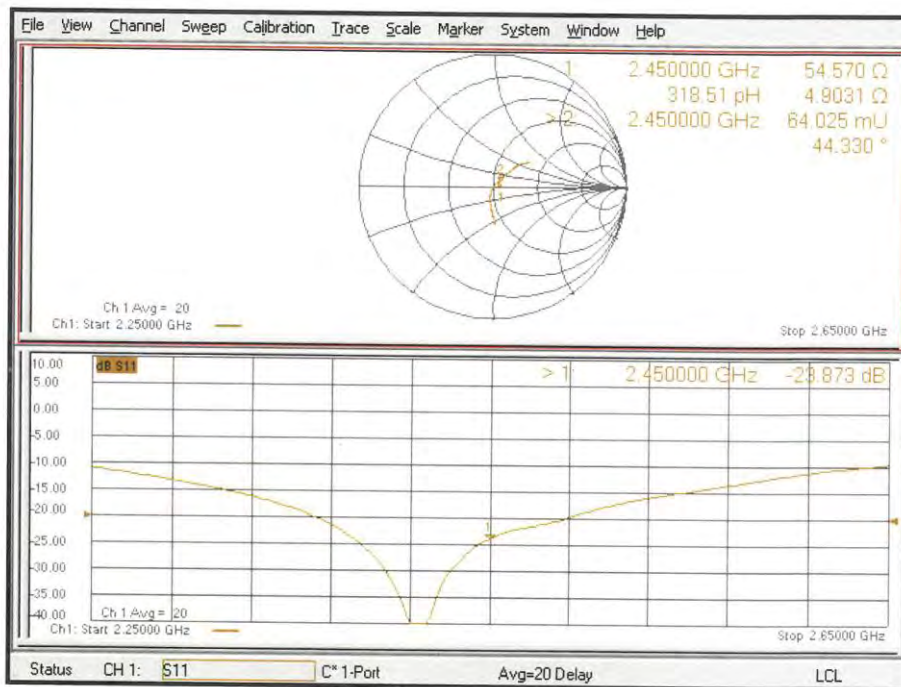 File View Channel Sweep Calibration Trace Scale Marker System Window Help
1: 2.450000 GHz 54.570 Ω
318.51 pH 4.9031 Ω
> 2: 2.450000 GHz 64.025 mU
44.330 °
2
1
Ch 1 Avg = 20
Ch1: Start 2.25000 GHz
Stop 2.65000 GHz
dB S11
> 1: 2.450000 GHz -23.873 dB
10.00
5.00
0.00
-5.00
-10.00
-15.00
-20.00
-25.00
-30.00
-35.00
-40.00
1
Ch 1 Avg = 20
Ch1: Start 2.25000 GHz
Stop 2.65000 GHz
Status CH 1: S11 C* 1-Port Avg=20 Delay LCL